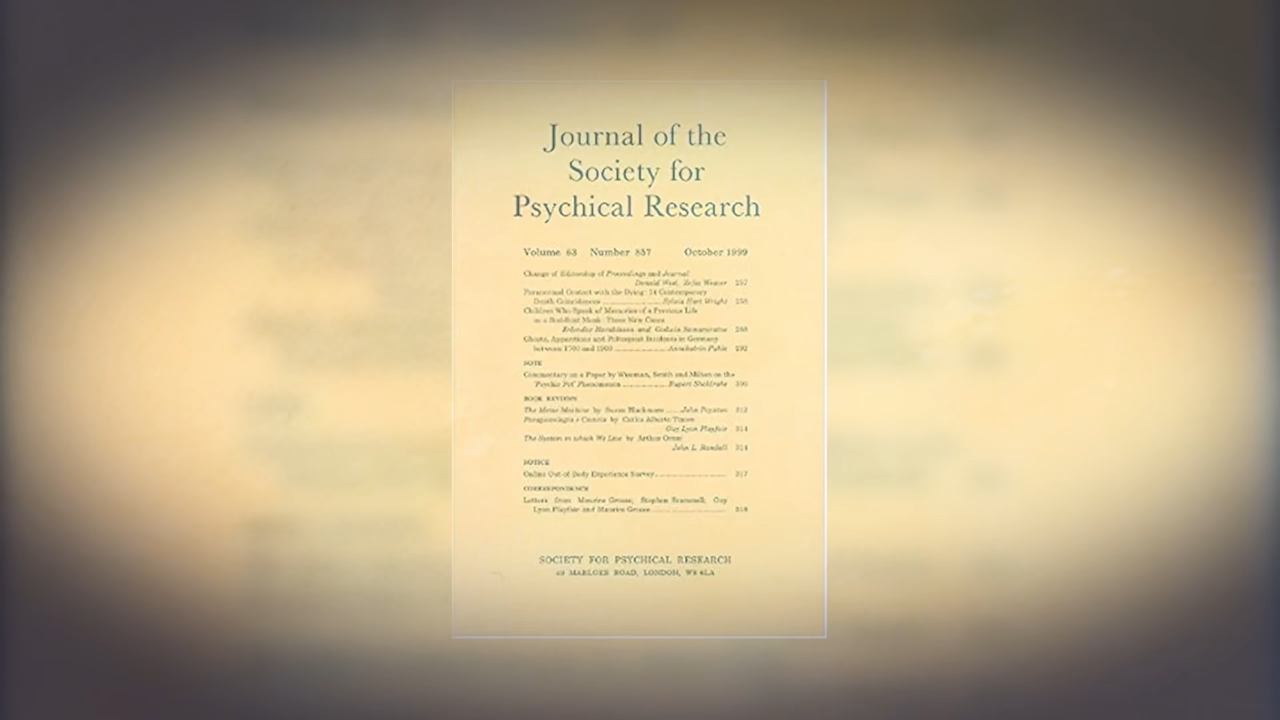 Journal of the
Society for
Psychical Research
Volume 63 Number 857 October 1999
Change of Editorship of Proceedings and Journal
Donald West, Zofia Weaver 257
Paranormal Contact with the Dying: 14 Contemporary
Death Coincidences Sylvia Hart Wright 258
Children Who Speak of Memories of a Previous Life
as a Buddhist Monk: Three New Cases
Erlendur Haraldsson and Godwin Samararatne 268
Ghosts, Apparitions and Poltergeist Incidents in Germany
between 1700 and 1900 Annekatrin Puhle 292
NOTE
Commentary on a Paper by Wiseman, Smith and Milton on the
'Psychic Pet' Phenomenon Rupert Sheldrake 306
BOOK REVIEWS
The Meme Machine by Susan Blackmore John Poynton 312
by Carlos Alberto Tinoco
Guy Lyon Playfair 314
The System in which We Live by Arthur Oram
John L. Randall 314
NOTICE
Online Out-of-Body Experience Survey 317
CORRESPONDENCE
Letters from Maurice Grosse; Stephen Guy
Lyon Playfair and Maurice Grosse 318
SOCIETY FOR PSYCHICAL RESEARCH
49 MARLOES ROAD, LONDON, W8 6LA